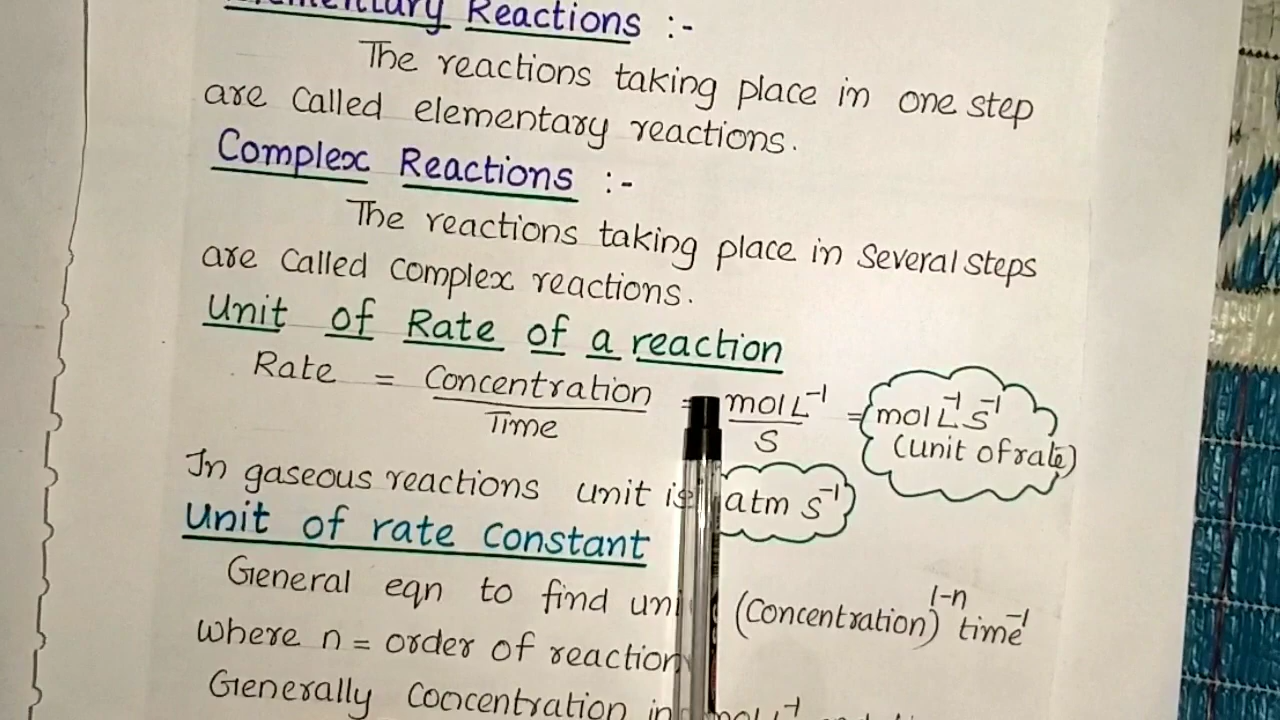 Elementary Reactions :-
The reactions taking place in one step
are called elementary reactions.
Complex Reactions :-
The reactions taking place in several steps
are called complex reactions.
Unit of Rate of a reaction
Rate = Concentration / Time = mol L⁻¹ / S = mol L⁻¹ S⁻¹
(unit of rate)
In gaseous reactions unit is atm s⁻¹
Unit of rate constant
General eqn to find (Concentration)¹⁻ⁿ time⁻¹
where n = order of reaction
Generally concentration in mol L⁻¹